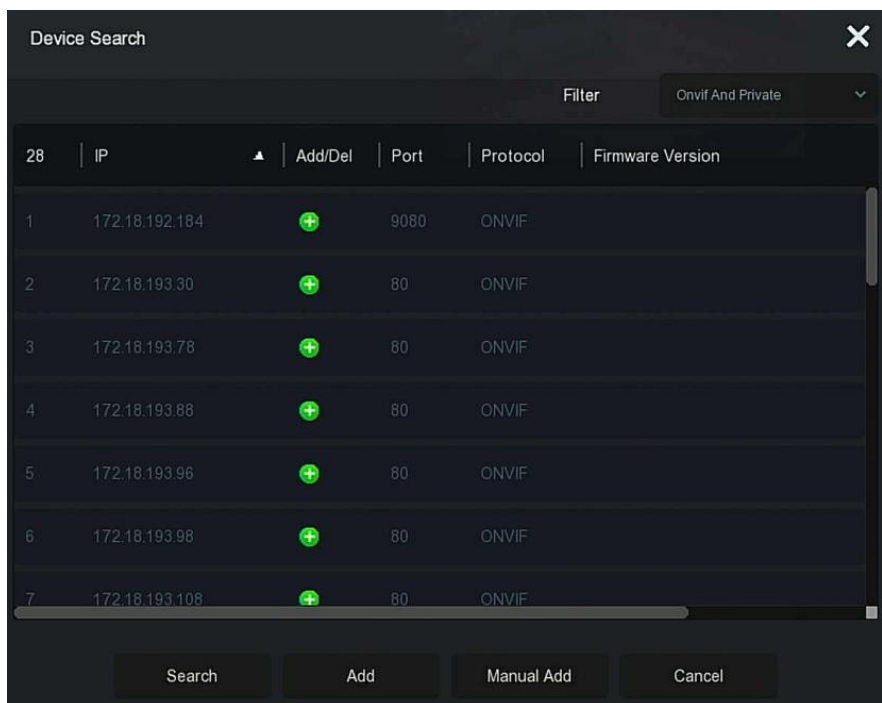 Device Search
Filter Onvif And Private
28 IP Add/Del Port Protocol Firmware Version
1 172.18.192.184 9080 ONVIF
2 172.18.193.30 80 ONVIF
3 172.18.193.78 80 ONVIF
4 172.18.193.88 80 ONVIF
5 172.18.193.96 80 ONVIF
6 172.18.193.98 80 ONVIF
7 172.18.193.108 80 ONVIF
Search Add Manual Add Cancel